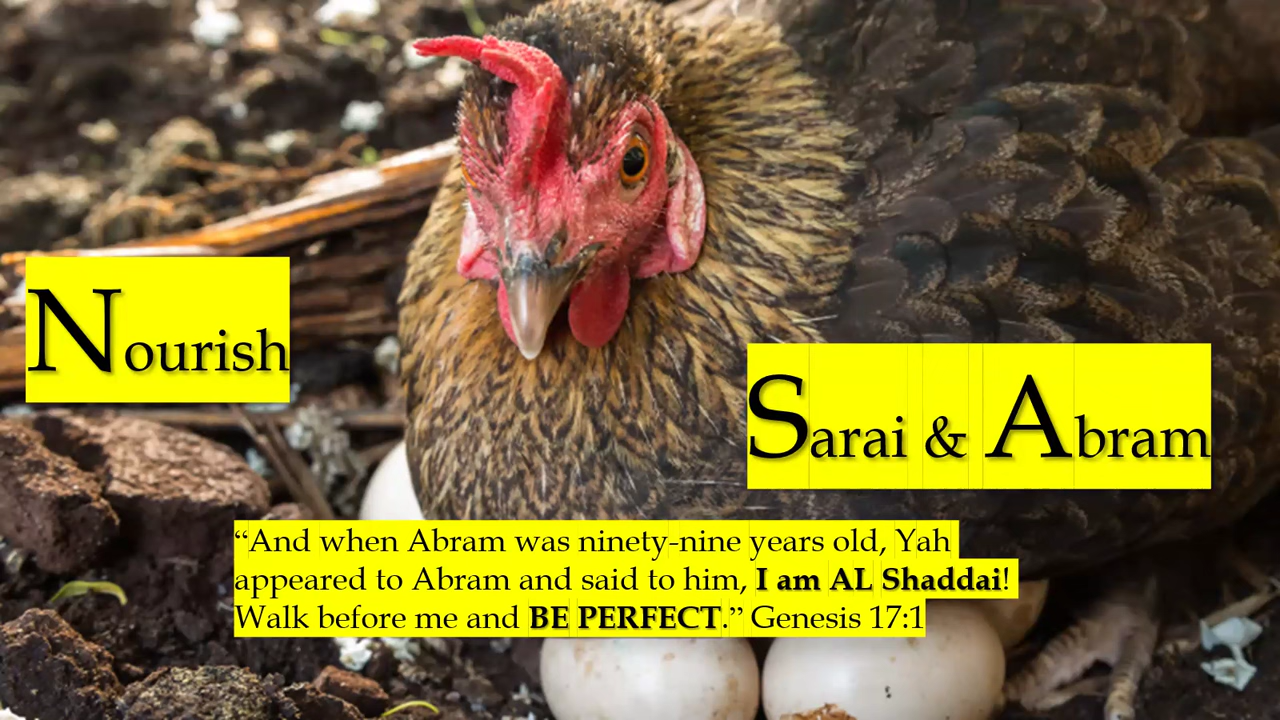 Nourish
Sarai & Abram
“And when Abram was ninety-nine years old, Yah
appeared to Abram and said to him, I am AL Shaddai!
Walk before me and BE PERFECT.” Genesis 17:1